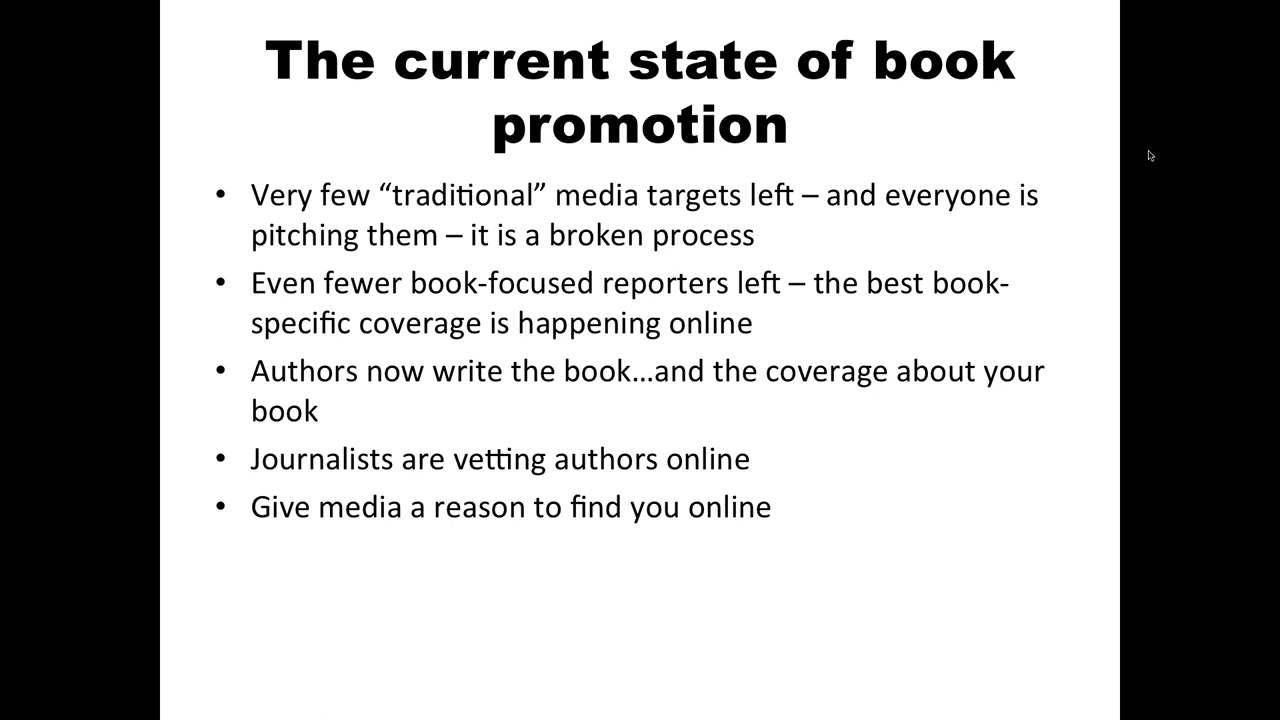 The current state of book
promotion
• Very few “traditional” media targets left – and everyone is
pitching them – it is a broken process
• Even fewer book-focused reporters left – the best book-
specific coverage is happening online
• Authors now write the book…and the coverage about your
book
• Journalists are vetting authors online
• Give media a reason to find you online